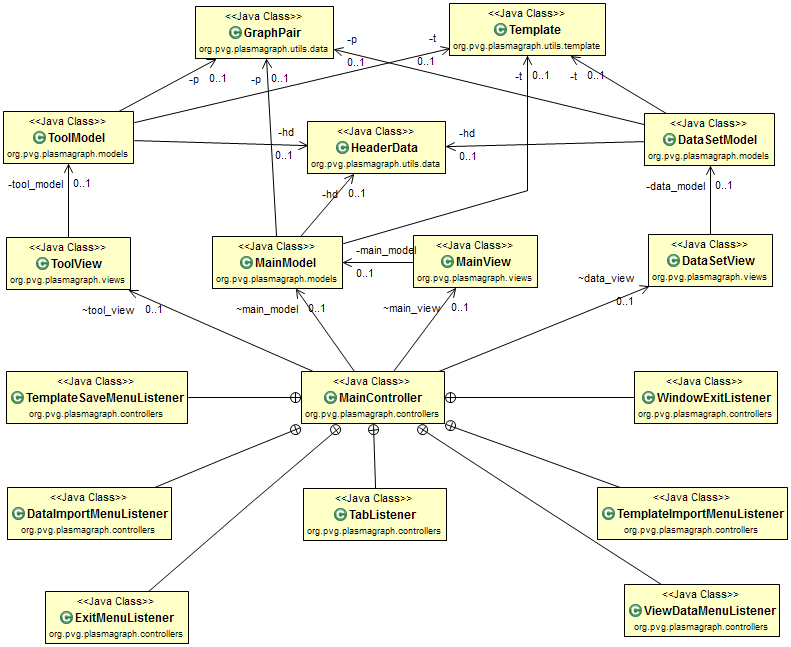 <<Java Class>>
GraphPair
org.pvg.plasmagraph.utils.data
<<Java Class>>
Template
org.pvg.plasmagraph.utils.template
-p
0..1
-t
0..1
-p
0..1
-p
0..1
-t
0..1
-t
0..1
<<Java Class>>
ToolModel
org.pvg.plasmagraph.models
-hd
0..1
<<Java Class>>
HeaderData
org.pvg.plasmagraph.utils.data
-hd
0..1
<<Java Class>>
DataSetModel
org.pvg.plasmagraph.models
-tool_model
0..1
-hd
0..1
-data_model
0..1
<<Java Class>>
ToolView
org.pvg.plasmagraph.views
<<Java Class>>
MainModel
org.pvg.plasmagraph.models
-main_model
0..1
<<Java Class>>
MainView
org.pvg.plasmagraph.views
<<Java Class>>
DataSetView
org.pvg.plasmagraph.views
~tool_view
0..1
~main_model
0..1
~main_view
0..1
~data_view
0..1
<<Java Class>>
TemplateSaveMenuListener
org.pvg.plasmagraph.controllers
<<Java Class>>
MainController
org.pvg.plasmagraph.controllers
<<Java Class>>
WindowExitListener
org.pvg.plasmagraph.controllers
<<Java Class>>
DataImportMenuListener
org.pvg.plasmagraph.controllers
<<Java Class>>
TabListener
org.pvg.plasmagraph.controllers
<<Java Class>>
TemplateImportMenuListener
org.pvg.plasmagraph.controllers
<<Java Class>>
ExitMenuListener
org.pvg.plasmagraph.controllers
<<Java Class>>
ViewDataMenuListener
org.pvg.plasmagraph.controllers